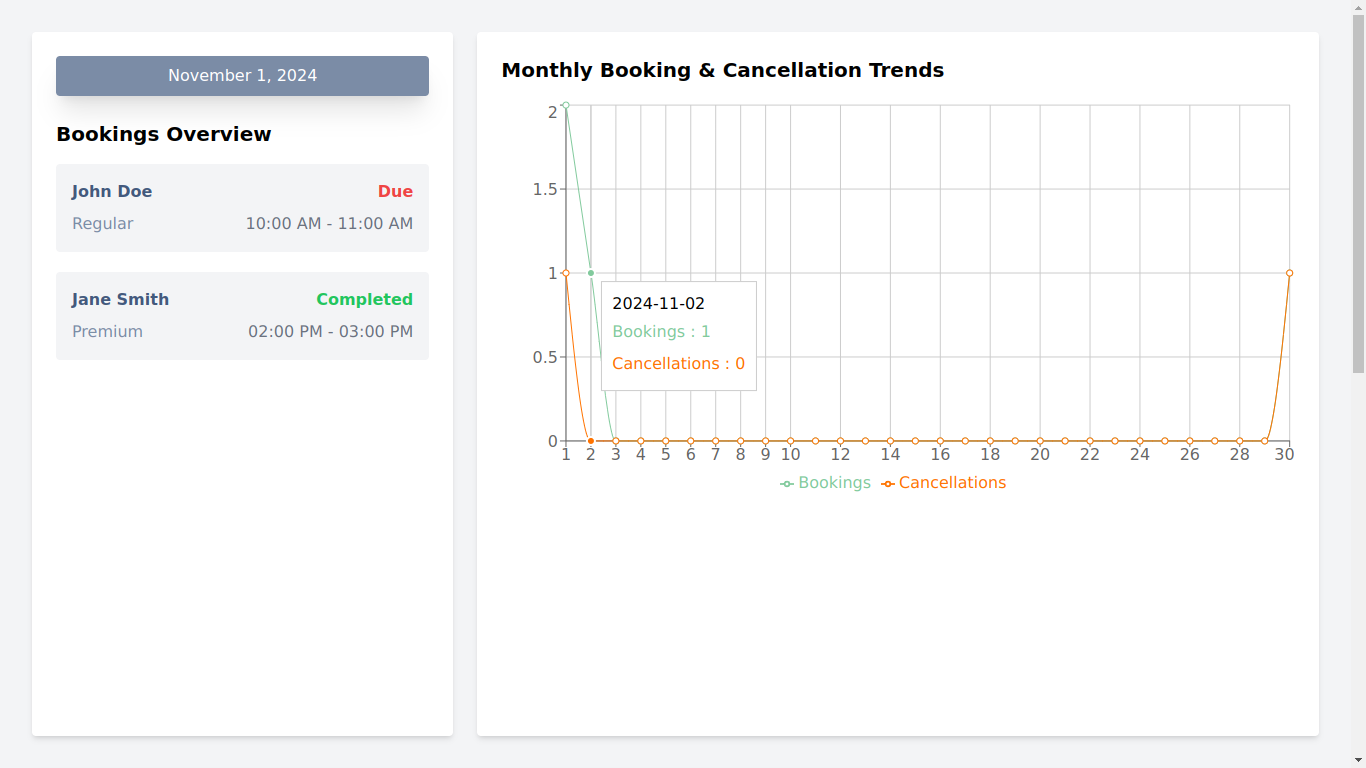 November 1, 2024
Bookings Overview
John Doe Due
Regular 10:00 AM - 11:00 AM
Jane Smith Completed
Premium 02:00 PM - 03:00 PM
Monthly Booking & Cancellation Trends
2
1.5
1
0.5
0
2024-11-02
Bookings : 1
Cancellations : 0
1 2 3 4 5 6 7 8 9 10 12 14 16 18 20 22 24 26 28 30
Bookings Cancellations